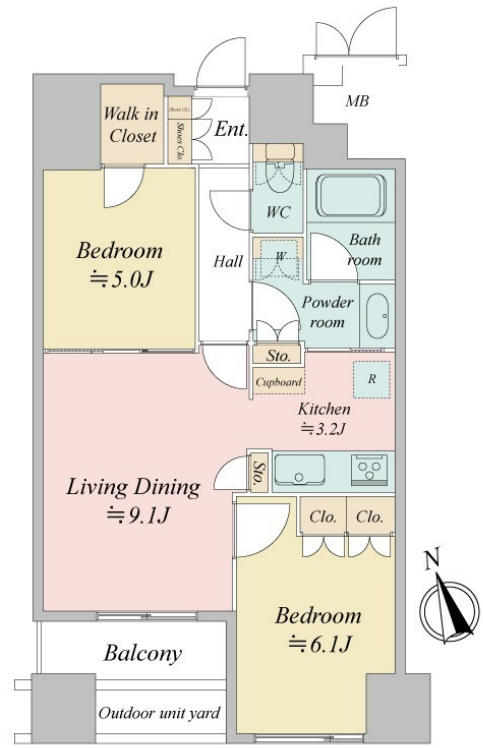 MB
Walk in
Closet
Shoes Clo.
Ent.
WC
Bath
room
Bedroom
≒5.0J
Hall
W
Powder
room
Sto.
Cupboard
R
Kitchen
≒3.2J
Living Dining
≒9.1J
Sto.
Clo.
Clo.
N
Bedroom
≒6.1J
Balcony
Outdoor unit yard